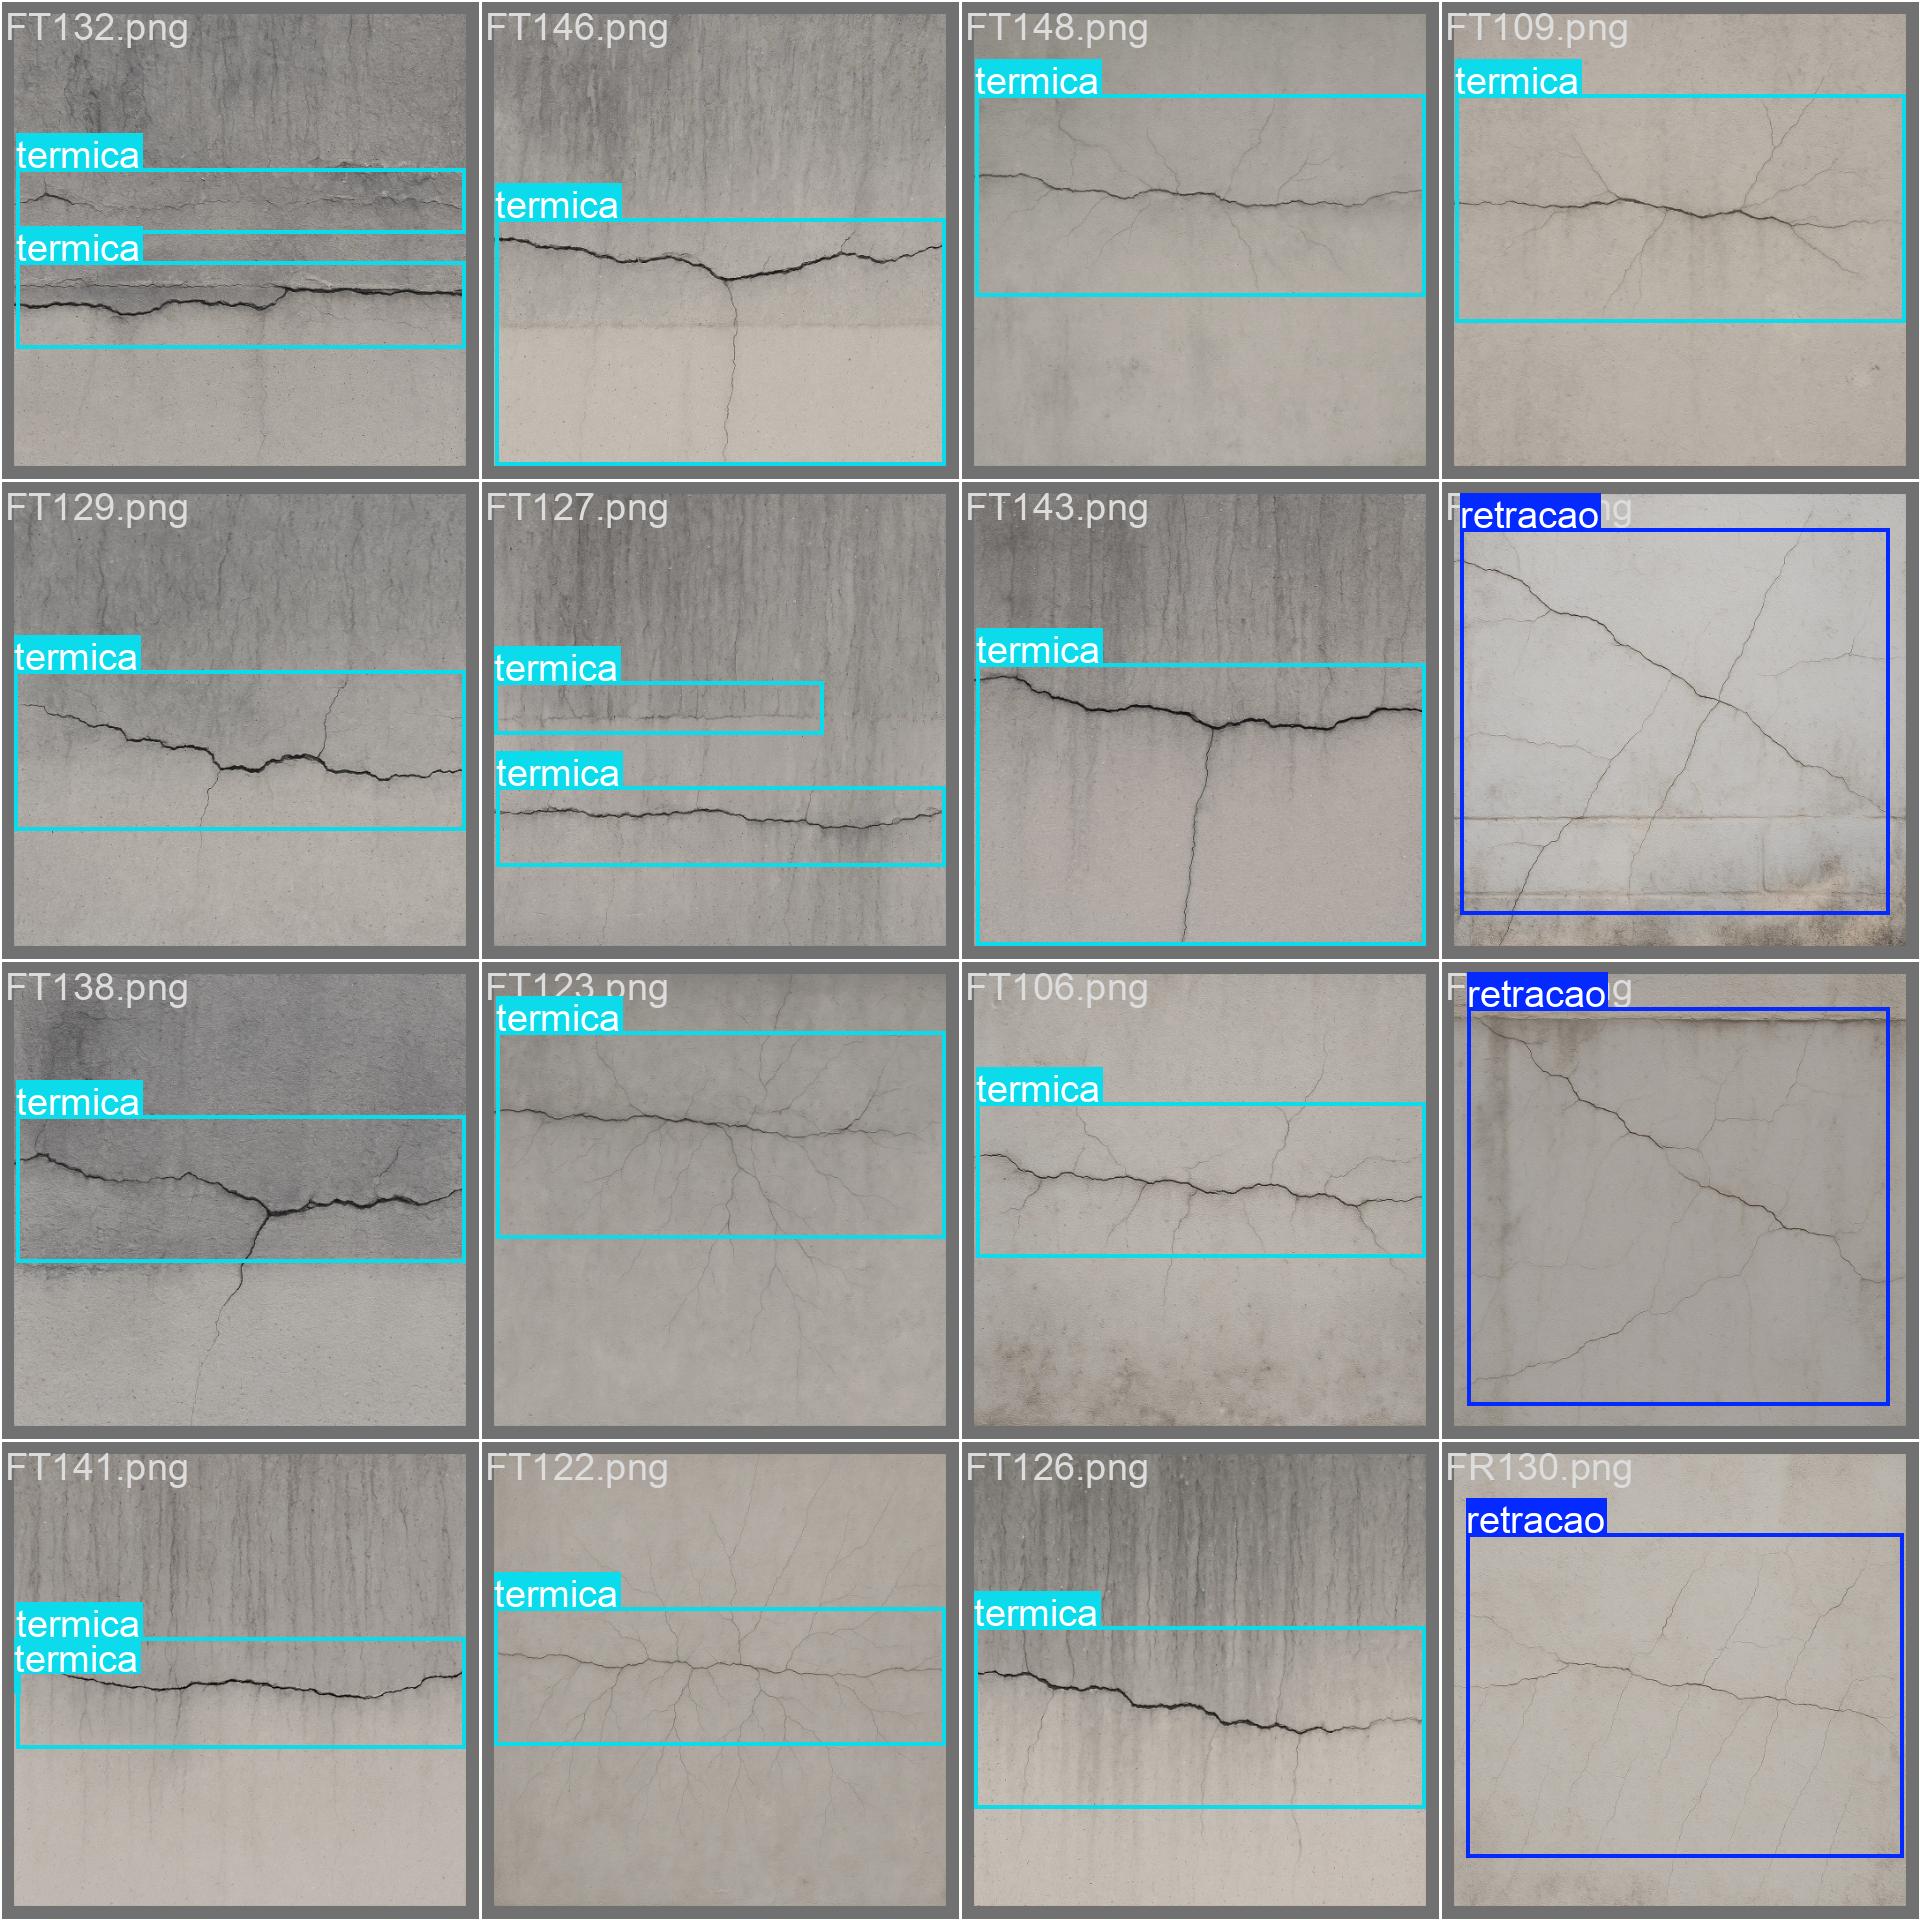 FT132.png
termica
termica
FT146.png
termica
FT148.png
termica
FT109.png
termica
FT129.png
termica
FT127.png
termica
termica
FT143.png
termica
retracao
FT138.png
termica
FT123.png
termica
FT106.png
termica
retracao
FT141.png
termica
termica
FT122.png
termica
FT126.png
termica
FR130.png
retracao